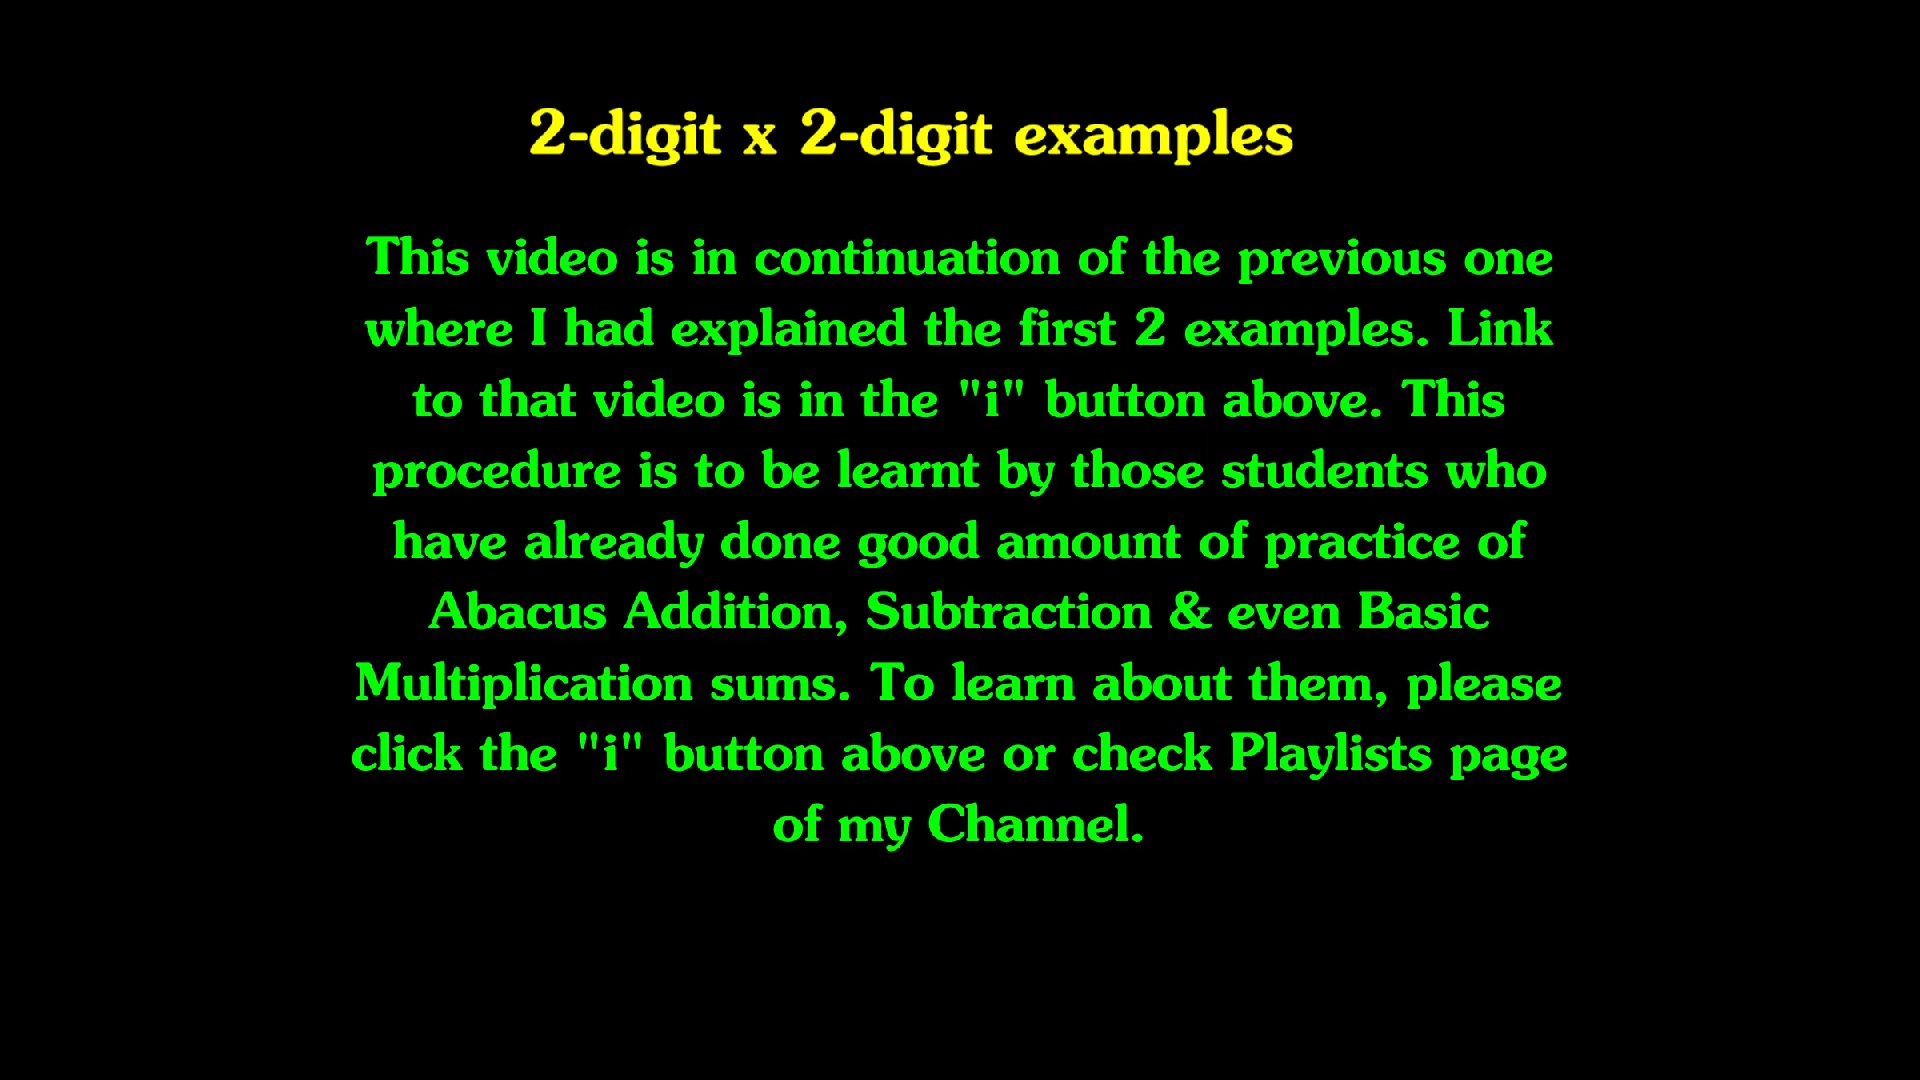 2-digit x 2-digit examples
This video is in continuation of the previous one
where I had explained the first 2 examples. Link
to that video is in the "i" button above. This
procedure is to be learnt by those students who
have already done good amount of practice of
Abacus Addition, Subtraction & even Basic
Multiplication sums. To learn about them, please
click the "i" button above or check Playlists page
of my Channel.